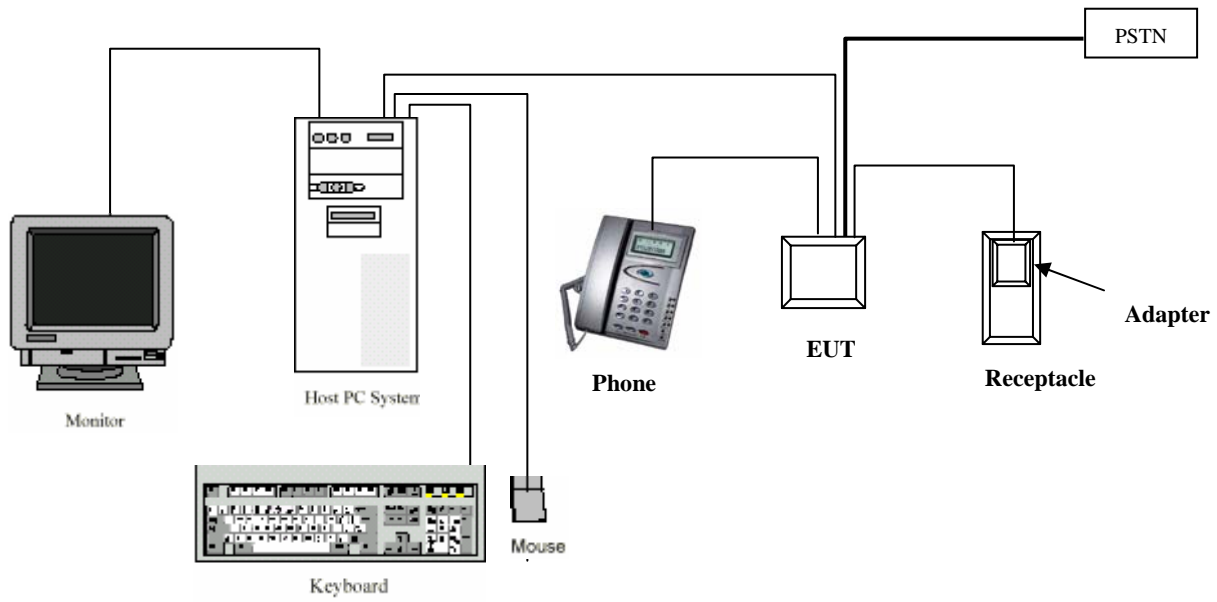 PSTN
Adapter
EUT
Receptacle
Phone
Host PC System
Monitor
Mouse
Keyboard